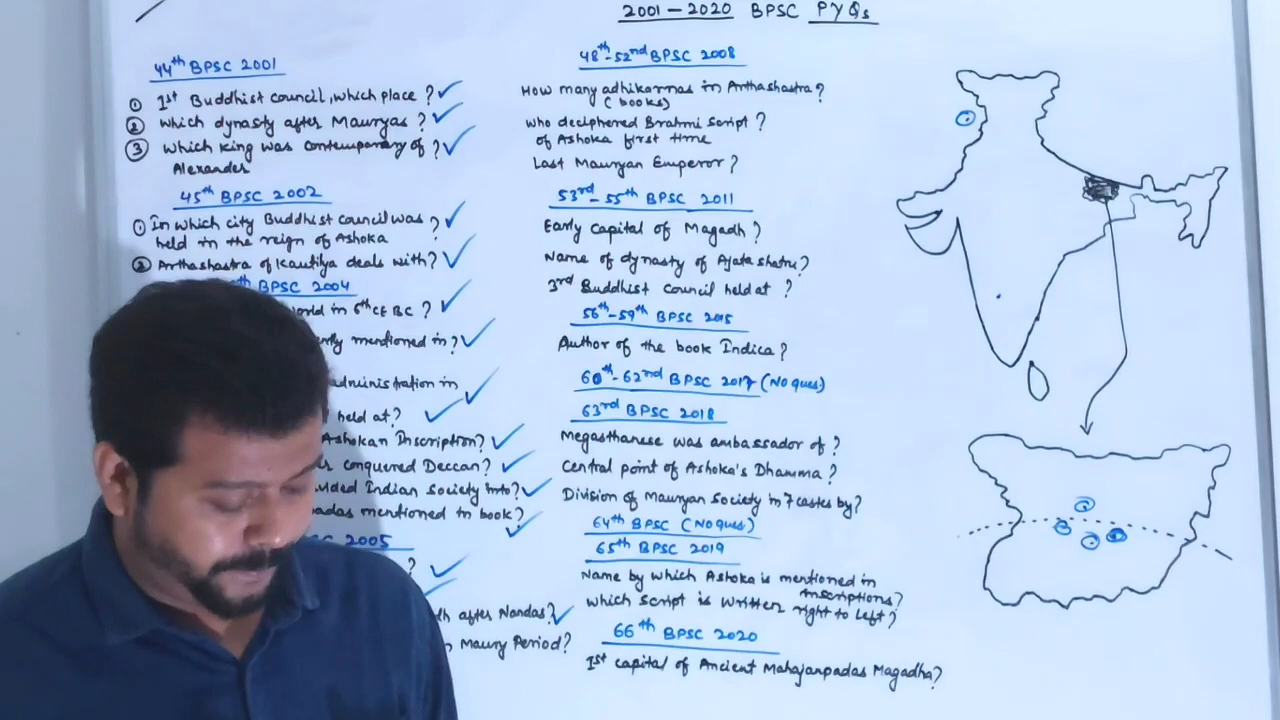 2001 - 2020 BPSC PYQs
44th BPSC 2001
① 1st Buddhist council, which place ?
② which dynasty after Mauryas ?
③ which king was contemporary of ?
Alexander
45th BPSC 2002
① In which city Buddhist council was ?
held in the reign of Ashoka
② Arthashastra of Kautilya deals with?
th BPSC 2004
in 6th CE BC ?
mentioned in ?
administration in
held at?
Ashokan Inscription?
conquered Deccan?
Indian Society into?
mentioned in book?
2005
?
after Nandas?
Maury Period?
48th-52nd BPSC 2008
How many adhikarnas in Arthashastra ?
(books)
who deciphered Brahmi Script ?
of Ashoka first time
Last Mauryan Emperor ?
53rd-55th BPSC 2011
Early Capital of Magadh ?
Name of dynasty of Ajatashatru?
3rd Buddhist council held at ?
56th-59th BPSC 2015
Author of the book Indica ?
60th-62nd BPSC 2017 (No ques)
63rd BPSC 2018
Megasthanese was ambassador of ?
Central point of Ashoka's Dhamma ?
Division of Mauryan Society in 7 castes by?
64th BPSC (No ques)
65th BPSC 2019
Name by which Ashoka is mentioned in
inscriptions?
which script is written right to left ?
66th BPSC 2020
1st capital of Ancient Mahajanpadas Magadha?